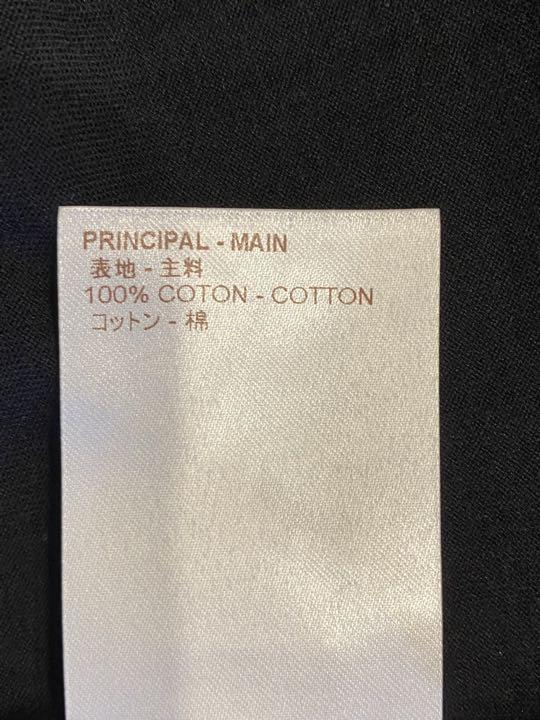 PRINCIPAL - MAIN
表地 - 主料
100% COTON - COTTON
コットン - 棉